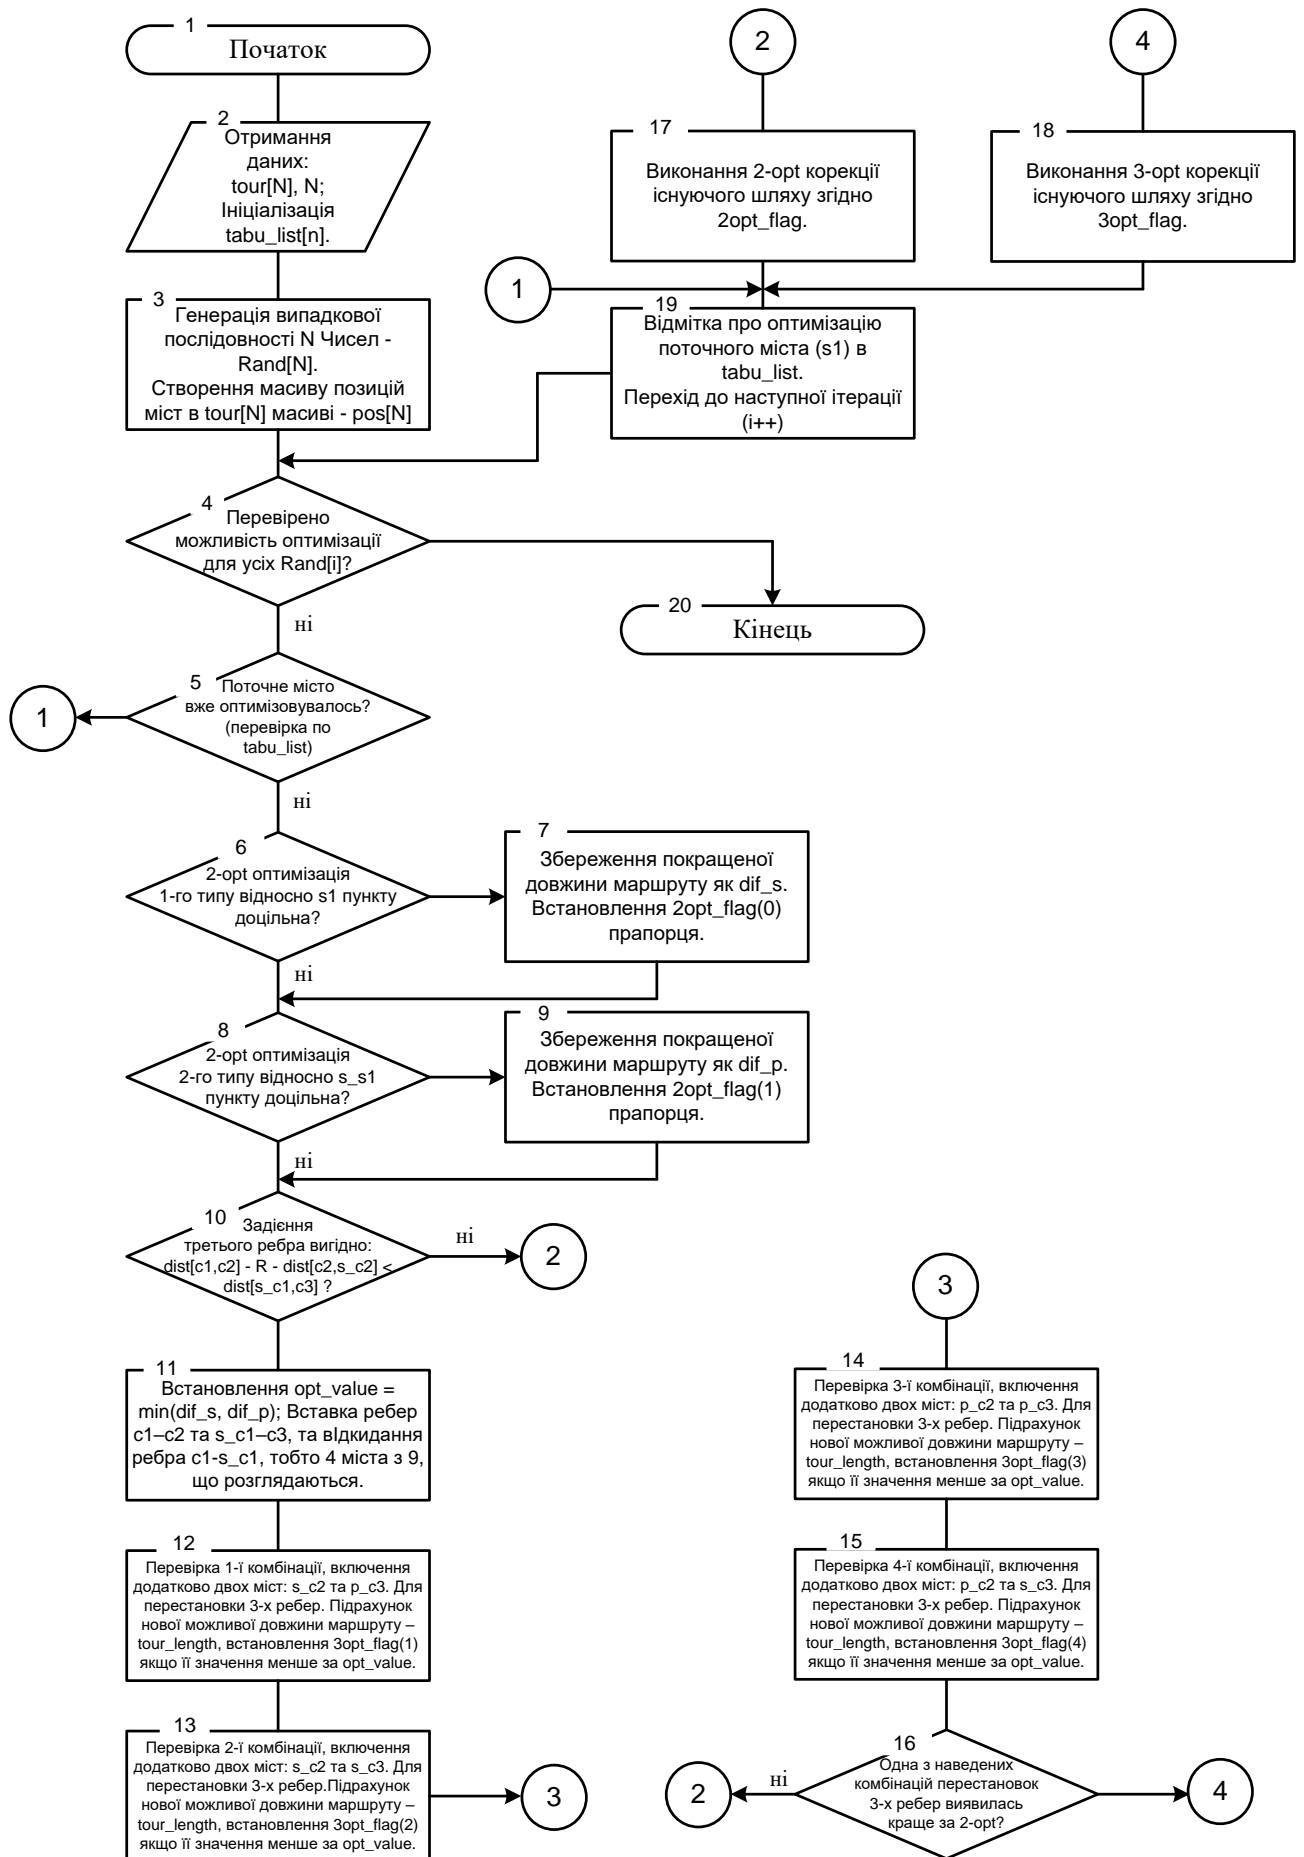 1
Початок
2
Отримання
даних:
tour[N], N;
Ініціалізація
tabu_list[n].
3
Генерація випадкової
послідовності N Чисел -
Rand[N].
Створення масиву позицій
міст в tour[N] масиві - pos[N]
4
Перевірено
можливість оптимізації
для усіх Rand[i]?
ні
5
Поточне місто
вже оптимізовувалось?
(перевірка по
tabu_list)
1
ні
6
2-opt оптимізація
1-го типу відносно s1 пункту
доцільна?
ні
7
Збереження покращеної
довжини маршруту як dif_s.
Встановлення 2opt_flag(0)
прапорця.
8
2-opt оптимізація
2-го типу відносно s_s1
пункту доцільна?
ні
9
Збереження покращеної
довжини маршруту як dif_p.
Встановлення 2opt_flag(1)
прапорця.
10
Задієння
третього ребра вигідно:
dist[c1,c2] - R - dist[c2,s_c2] <
dist[s_c1,c3] ?
ні
2
11
Встановлення opt_value =
min(dif_s, dif_p); Вставка ребер
c1–c2 та s_c1–c3, та вІдкидання
ребра c1-s_c1, тобто 4 міста з 9,
що розглядаються.
12
Перевірка 1-ї комбінації, включення
додатково двох міст: s_c2 та p_c3. Для
перестановки 3-х ребер. Підрахунок
нової можливої довжини маршруту –
tour_length, встановлення 3opt_flag(1)
якщо її значення менше за opt_value.
13
Перевірка 2-ї комбінації, включення
додатково двох міст: s_c2 та s_c3. Для
перестановки 3-х ребер.Підрахунок
нової можливої довжини маршруту –
tour_length, встановлення 3opt_flag(2)
якщо її значення менше за opt_value.
3
2
17
Виконання 2-opt корекції
існуючого шляху згідно
2opt_flag.
4
18
Виконання 3-opt корекції
існуючого шляху згідно
3opt_flag.
1
19
Відмітка про оптимізацію
поточного міста (s1) в
tabu_list.
Перехід до наступної ітерації
(i++)
20
Кінець
3
14
Перевірка 3-ї комбінації, включення
додатково двох міст: p_c2 та p_c3. Для
перестановки 3-х ребер. Підрахунок
нової можливої довжини маршруту –
tour_length, встановлення 3opt_flag(3)
якщо її значення менше за opt_value.
15
Перевірка 4-ї комбінації, включення
додатково двох міст: p_c2 та s_c3. Для
перестановки 3-х ребер. Підрахунок
нової можливої довжини маршруту –
tour_length, встановлення 3opt_flag(4)
якщо її значення менше за opt_value.
16
Одна з наведених
комбінацій перестановок
3-х ребер виявилась
краще за 2-opt?
ні
2
4